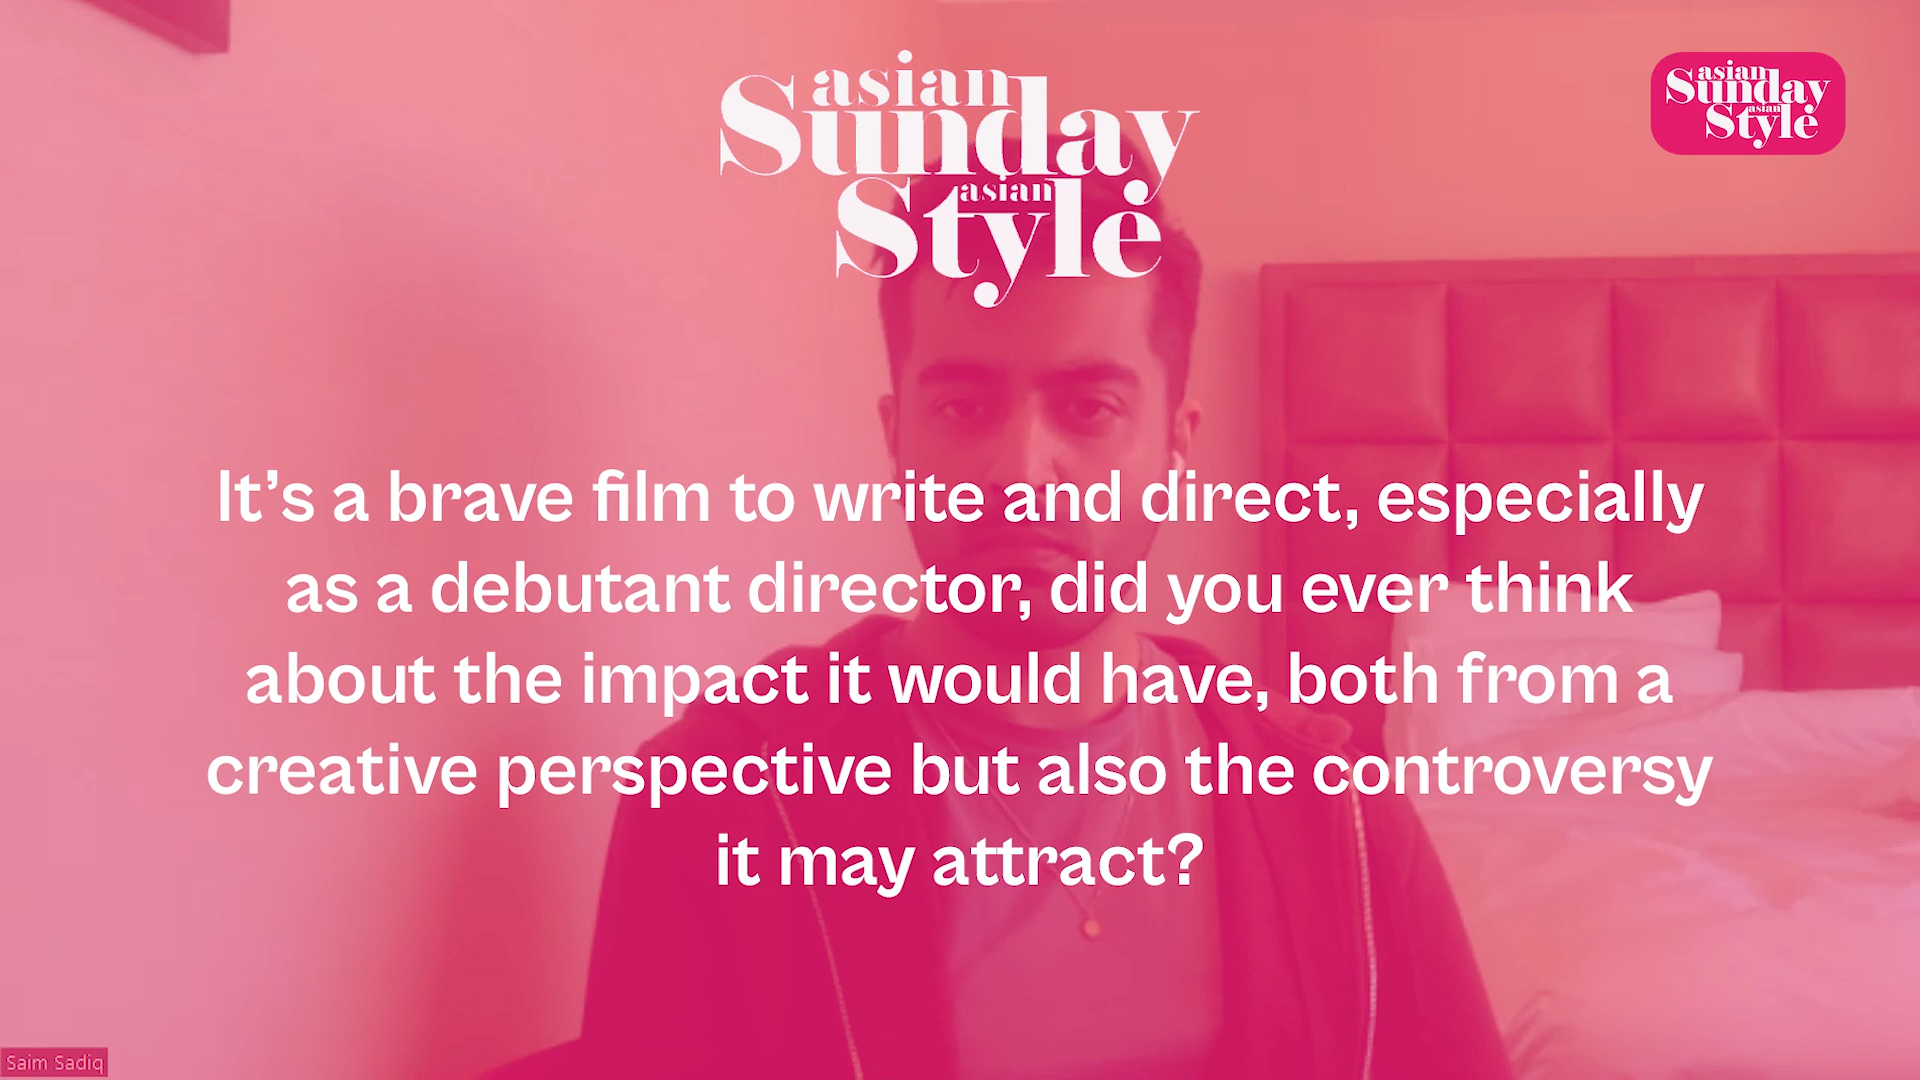 asian
Sunday
asian
Style
asian
Sunday
asian
Style
It’s a brave film to write and direct, especially
as a debutant director, did you ever think
about the impact it would have, both from a
creative perspective but also the controversy
it may attract?
Saim Sadiq